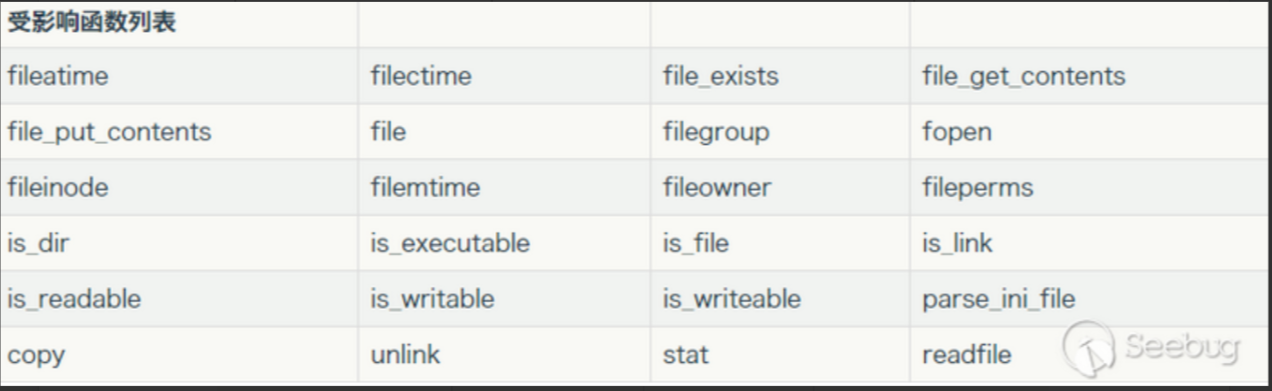 受影响函数列表
fileatime filectime file_exists file_get_contents
file_put_contents file filegroup fopen
fileinode filemtime fileowner fileperms
is_dir is_executable is_file is_link
is_readable is_writable is_writeable parse_ini_file
copy unlink stat readfile
Seebug